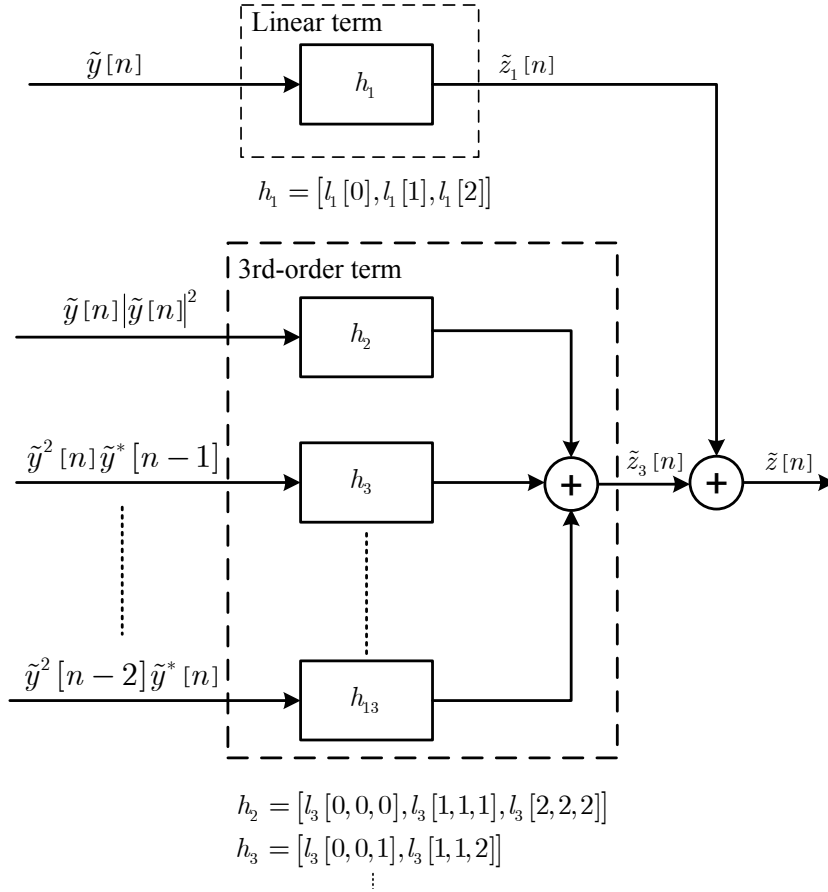 Linear term
ỹ[n]
h₁
z̃₁[n]
h₁ = [l₁[0], l₁[1], l₁[2]]
3rd-order term
ỹ[n]|ỹ[n]|²
h₂
ỹ²[n]ỹ*[n−1]
h₃
+
z̃₃[n]
+
z̃[n]
ỹ²[n−2]ỹ*[n]
h₁₃
h₂ = [l₃[0,0,0], l₃[1,1,1], l₃[2,2,2]]
h₃ = [l₃[0,0,1], l₃[1,1,2]]